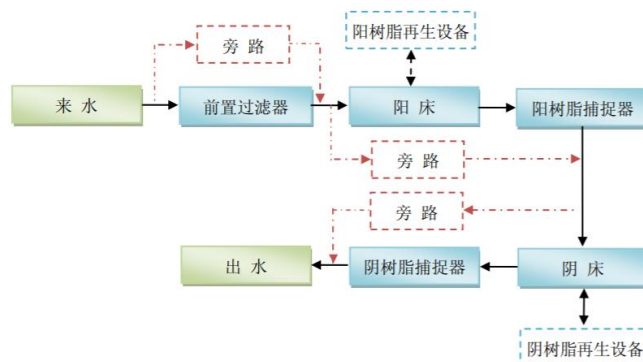 旁 路
阳树脂再生设备
来 水
前置过滤器
阳 床
阳树脂捕捉器
旁 路
旁 路
出 水
阴树脂捕捉器
阴 床
阴树脂再生设备